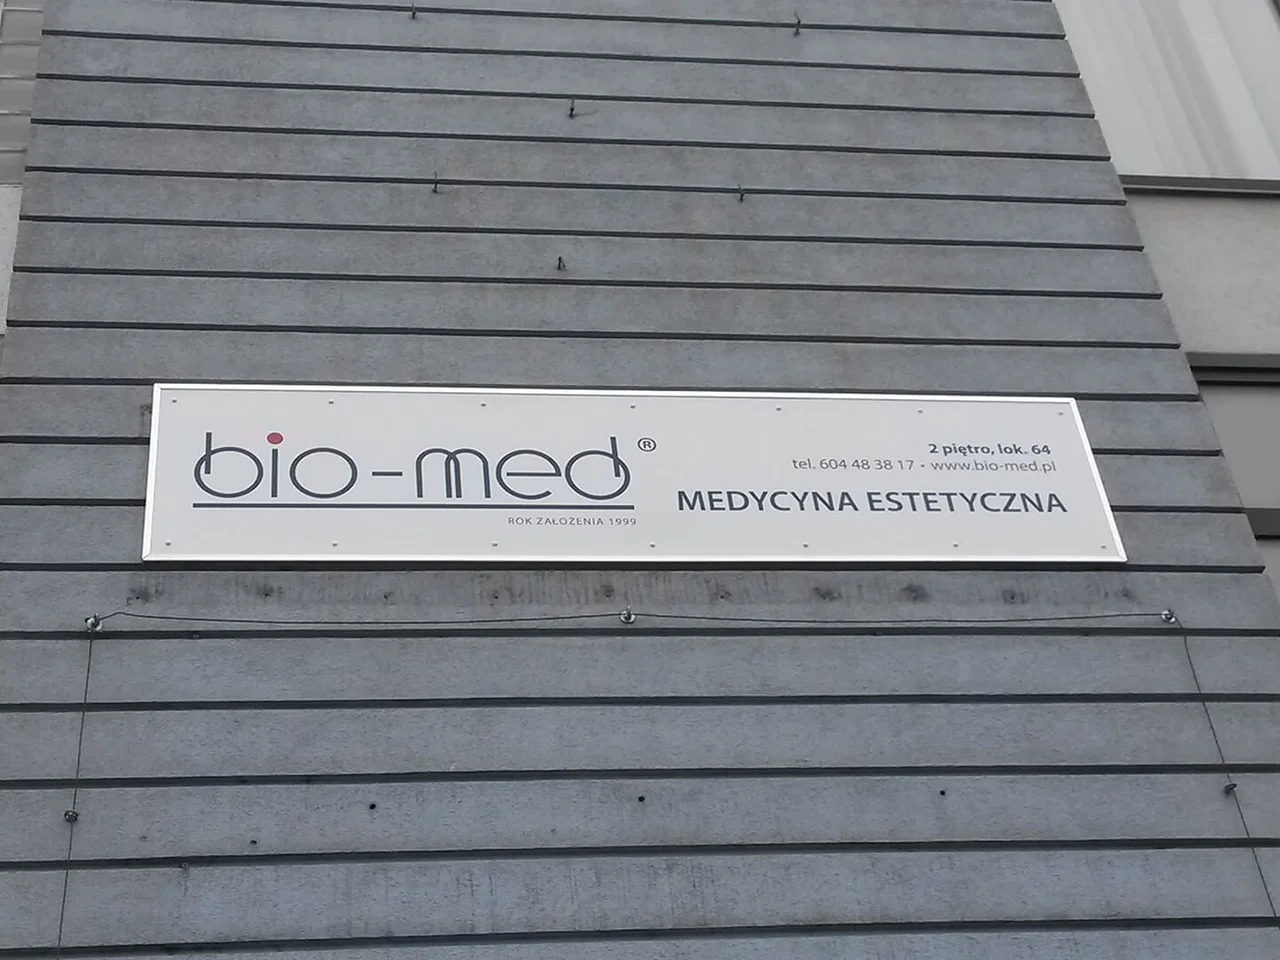 bio-med®
ROK ZAŁOŻENIA 1999
2 piętro, lok. 64
tel. 604 48 38 17 • www.bio-med.pl
MEDYCYNA ESTETYCZNA